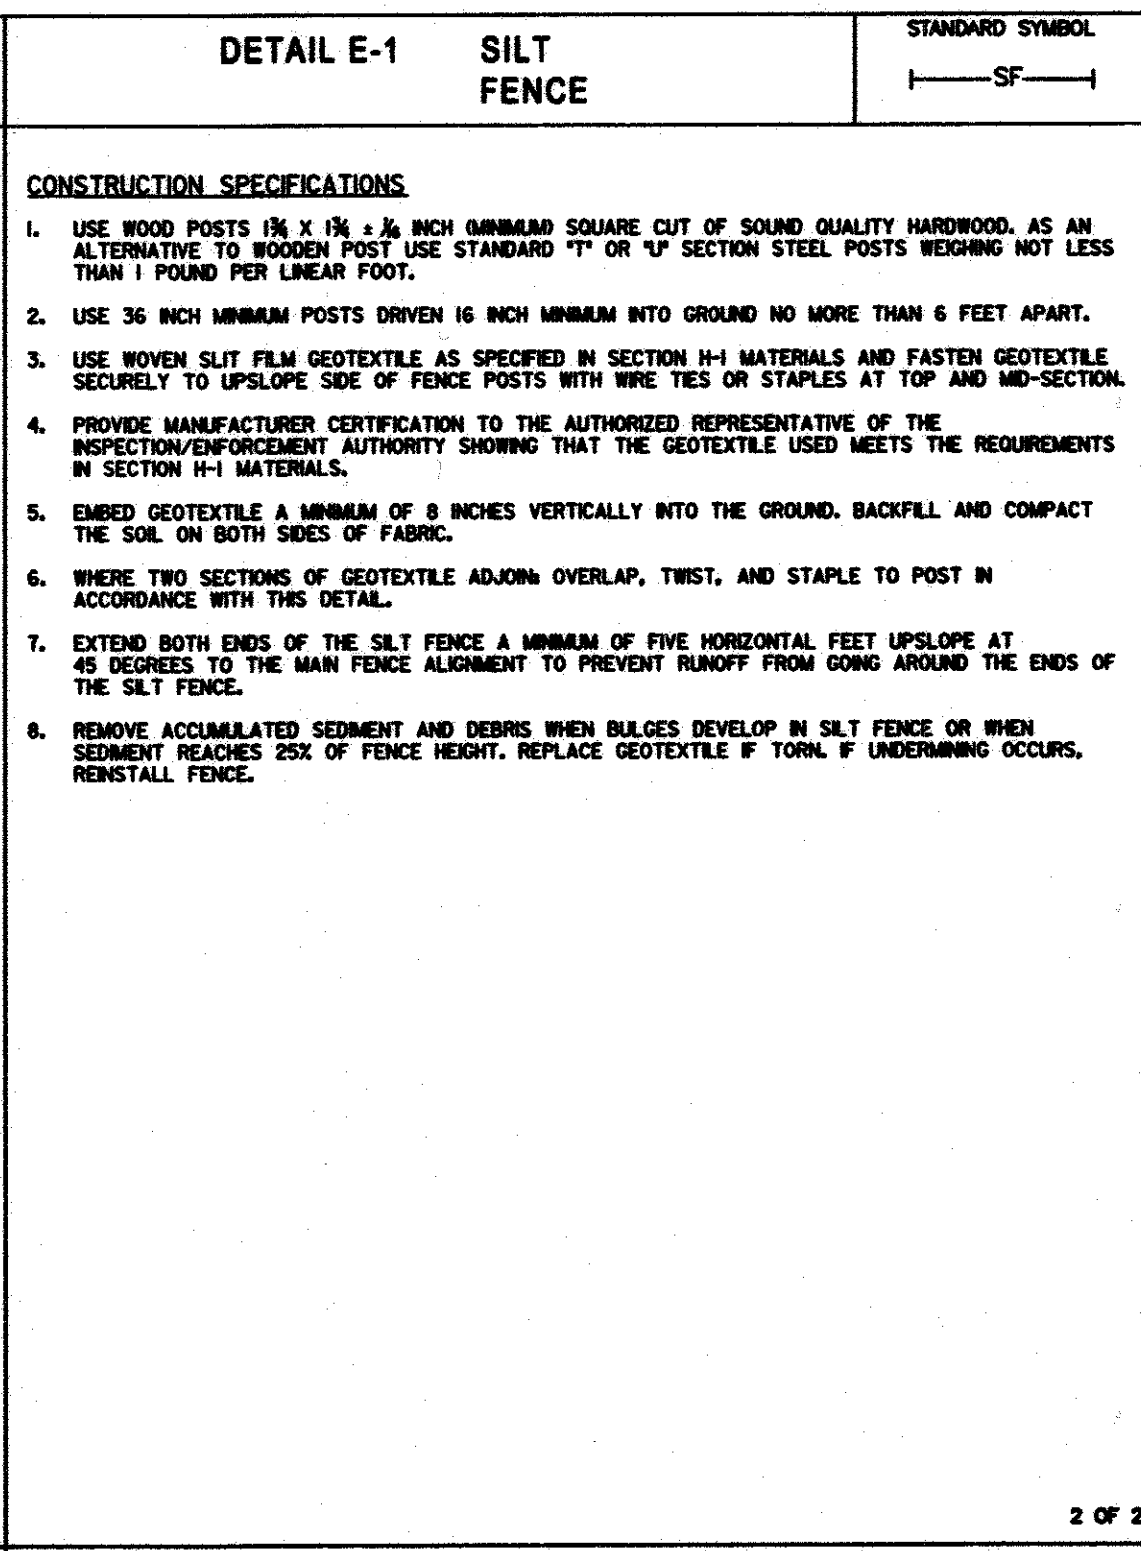 DETAIL E-1 SILT
FENCE
STANDARD SYMBOL
SF
CONSTRUCTION SPECIFICATIONS
1. USE WOOD POSTS 1¾ X 1¾ ± 1/16 INCH (MINIMUM) SQUARE CUT OF SOUND QUALITY HARDWOOD. AS AN
ALTERNATIVE TO WOODEN POST USE STANDARD "T" OR "U" SECTION STEEL POSTS WEIGHING NOT LESS
THAN 1 POUND PER LINEAR FOOT.
2. USE 36 INCH MINIMUM POSTS DRIVEN 16 INCH MINIMUM INTO GROUND NO MORE THAN 6 FEET APART.
3. USE WOVEN SLIT FILM GEOTEXTILE AS SPECIFIED IN SECTION H-1 MATERIALS AND FASTEN GEOTEXTILE
SECURELY TO UPSLOPE SIDE OF FENCE POSTS WITH WIRE TIES OR STAPLES AT TOP AND MID-SECTION.
4. PROVIDE MANUFACTURER CERTIFICATION TO THE AUTHORIZED REPRESENTATIVE OF THE
INSPECTION/ENFORCEMENT AUTHORITY SHOWING THAT THE GEOTEXTILE USED MEETS THE REQUIREMENTS
IN SECTION H-1 MATERIALS.
5. EMBED GEOTEXTILE A MINIMUM OF 8 INCHES VERTICALLY INTO THE GROUND. BACKFILL AND COMPACT
THE SOIL ON BOTH SIDES OF FABRIC.
6. WHERE TWO SECTIONS OF GEOTEXTILE ADJOIN: OVERLAP, TWIST, AND STAPLE TO POST IN
ACCORDANCE WITH THIS DETAIL.
7. EXTEND BOTH ENDS OF THE SILT FENCE A MINIMUM OF FIVE HORIZONTAL FEET UPSLOPE AT
45 DEGREES TO THE MAIN FENCE ALIGNMENT TO PREVENT RUNOFF FROM GOING AROUND THE ENDS OF
THE SILT FENCE.
8. REMOVE ACCUMULATED SEDIMENT AND DEBRIS WHEN BULGES DEVELOP IN SILT FENCE OR WHEN
SEDIMENT REACHES 25% OF FENCE HEIGHT. REPLACE GEOTEXTILE IF TORN. IF UNDERMINING OCCURS,
REINSTALL FENCE.
2 OF 2